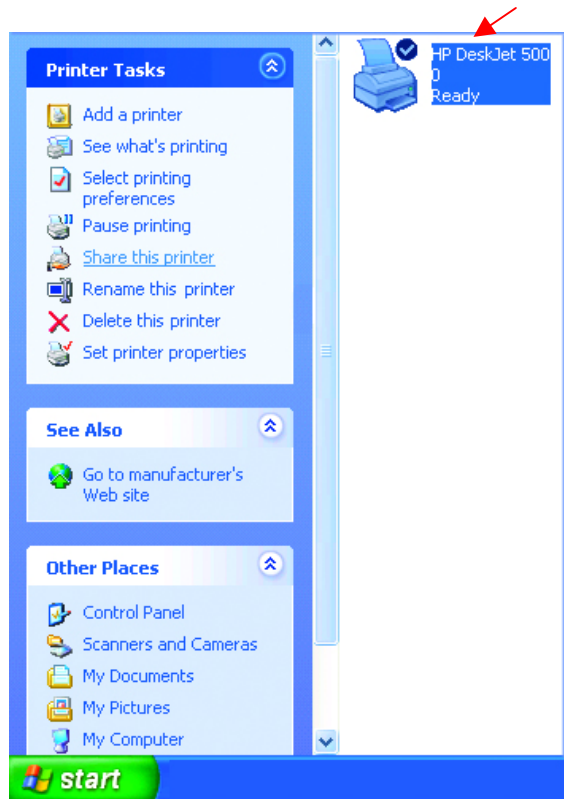 Printer Tasks
Add a printer
See what's printing
Select printing
preferences
Pause printing
Share this printer
Rename this printer
Delete this printer
Set printer properties
See Also
Go to manufacturer's
Web site
Other Places
Control Panel
Scanners and Cameras
My Documents
My Pictures
My Computer
HP DeskJet 500
0
Ready
start